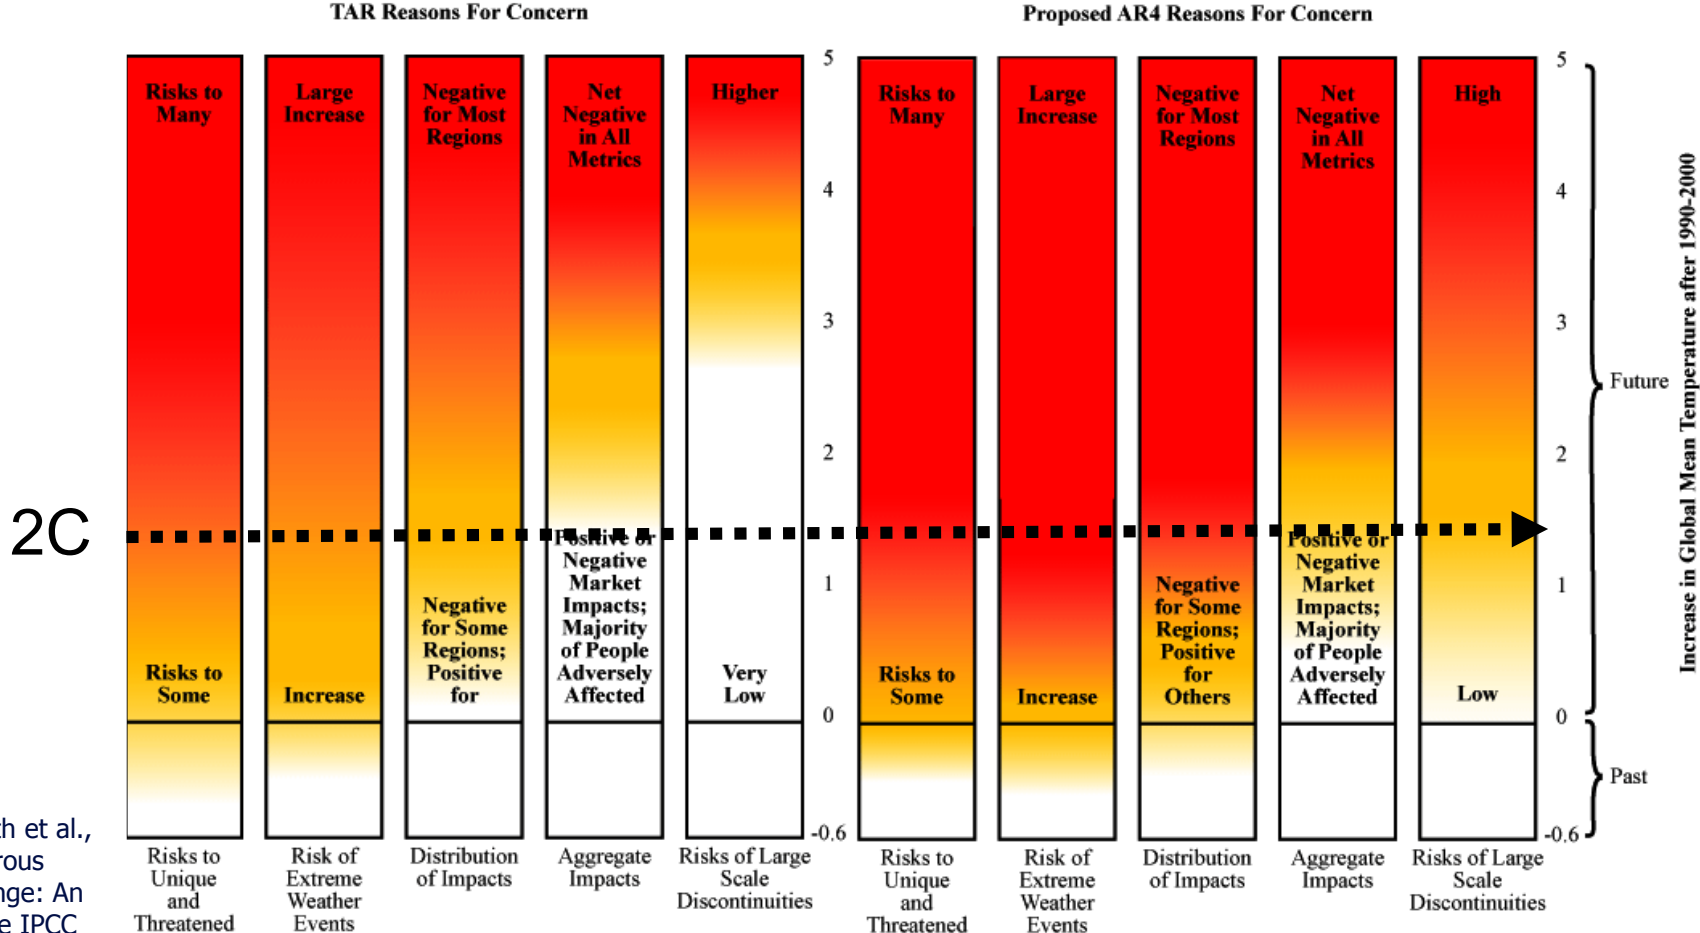 TAR Reasons For Concern
Proposed AR4 Reasons For Concern
Risks to
Many
Large
Increase
Negative
for Most
Regions
Net
Negative
in All
Metrics
Higher
Risks to
Some
Increase
Negative
for Some
Regions;
Positive
for
Positive or
Negative
Market
Impacts;
Majority
of People
Adversely
Affected
Very
Low
5
4
3
2
1
0
-0.6
Risks to
Many
Large
Increase
Negative
for Most
Regions
Net
Negative
in All
Metrics
High
Risks to
Some
Increase
Negative
for Some
Regions;
Positive
for
Others
Positive or
Negative
Market
Impacts;
Majority
of People
Adversely
Affected
Low
5
4
3
2
1
0
-0.6
Future
Past
Increase in Global Mean Temperature after 1990-2000
2C
Risks to
Unique
and
Threatened
Risk of
Extreme
Weather
Events
Distribution
of Impacts
Aggregate
Impacts
Risks of Large
Scale
Discontinuities
Risks to
Unique
and
Threatened
Risk of
Extreme
Weather
Events
Distribution
of Impacts
Aggregate
Impacts
Risks of Large
Scale
Discontinuities
et al.,
An
IPCC